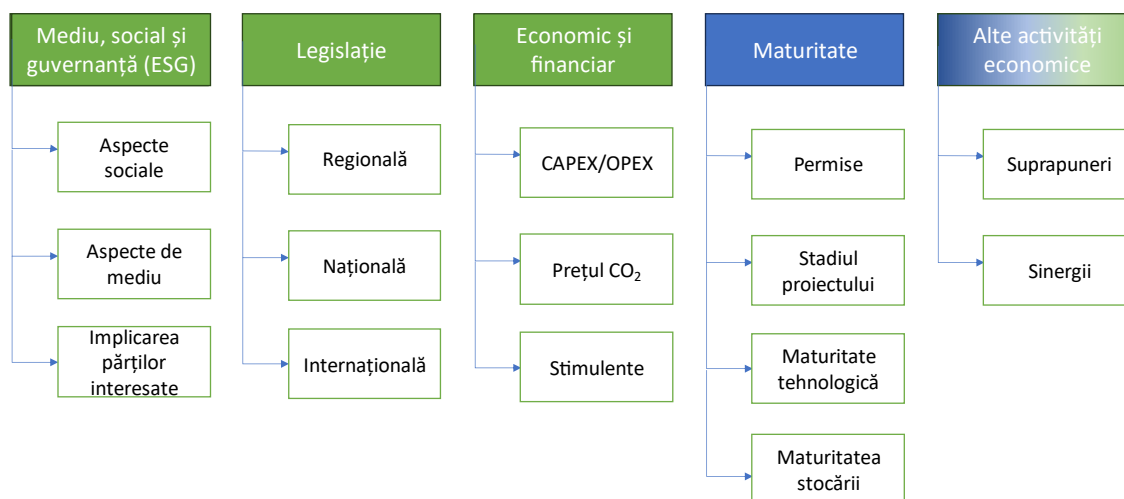 Mediu, social și
guvernanță (ESG)
Aspecte
sociale
Aspecte de
mediu
Implicarea
părților
interesate
Legislație
Regională
Națională
Internațională
Economic și
financiar
CAPEX/OPEX
Prețul CO₂
Stimulente
Maturitate
Permise
Stadiul
proiectului
Maturitate
tehnologică
Maturitatea
stocării
Alte activități
economice
Suprapuneri
Sinergii